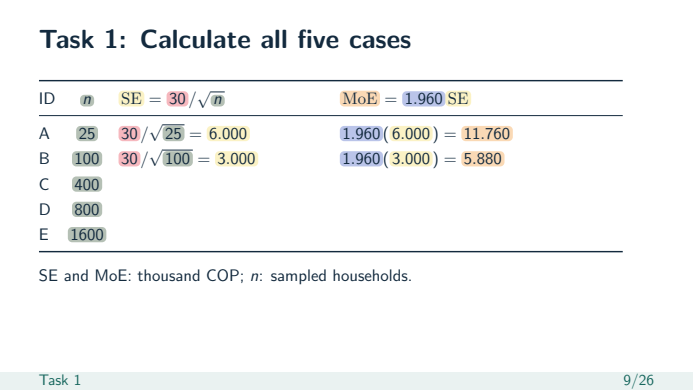 Task 1: Calculate all five cases
ID n SE = 30/√n MoE = 1.960 SE
A 25 30/√25 = 6.000 1.960(6.000) = 11.760
B 100 30/√100 = 3.000 1.960(3.000) = 5.880
C 400
D 800
E 1600
SE and MoE: thousand COP; n: sampled households.
Task 1 9/26